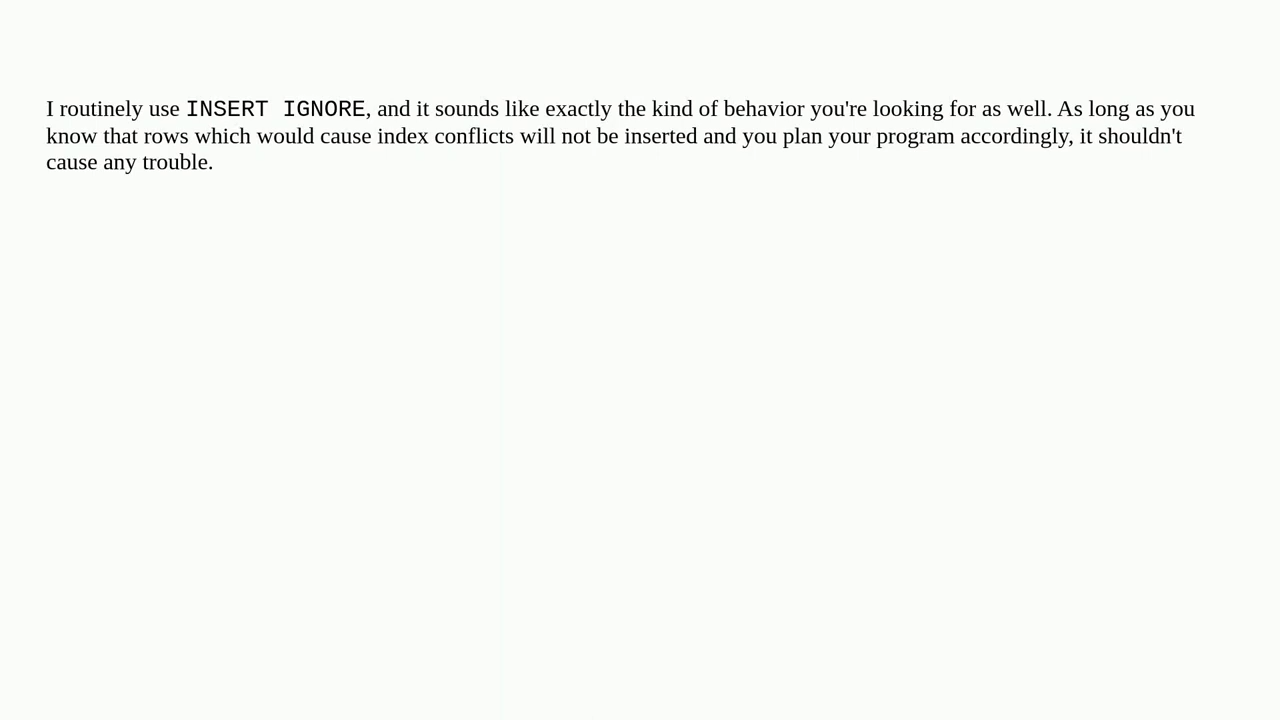 I routinely use INSERT IGNORE, and it sounds like exactly the kind of behavior you're looking for as well. As long as you
know that rows which would cause index conflicts will not be inserted and you plan your program accordingly, it shouldn't
cause any trouble.